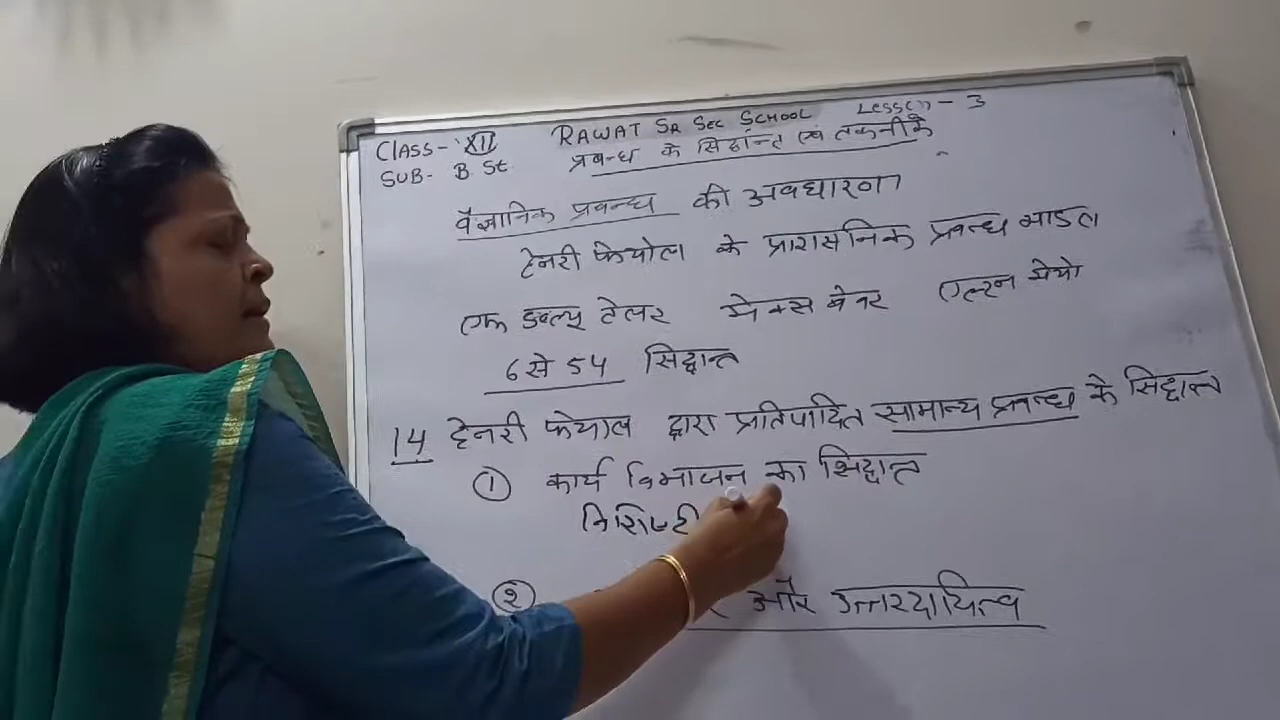 CLASS- XII RAWAT SR SEC SCHOOL LESSON - 3
SUB- B.St. प्रबन्ध के सिद्धान्त एवं तकनीके
वैज्ञानिक प्रबन्ध की अवधारणा
हेनरी फेयोल के प्रशासनिक प्रबन्ध माडल
एफ डब्ल्यू टेलर मेक्स बेबर एल्टन मेयो
6 से 54 सिद्धान्त
14 हेनरी फेयोल द्वारा प्रतिपादित सामान्य प्रबन्ध के सिद्धान्त
① कार्य विभाजन का सिद्धान्त
विशिष्टी
② और उत्तरदायित्व